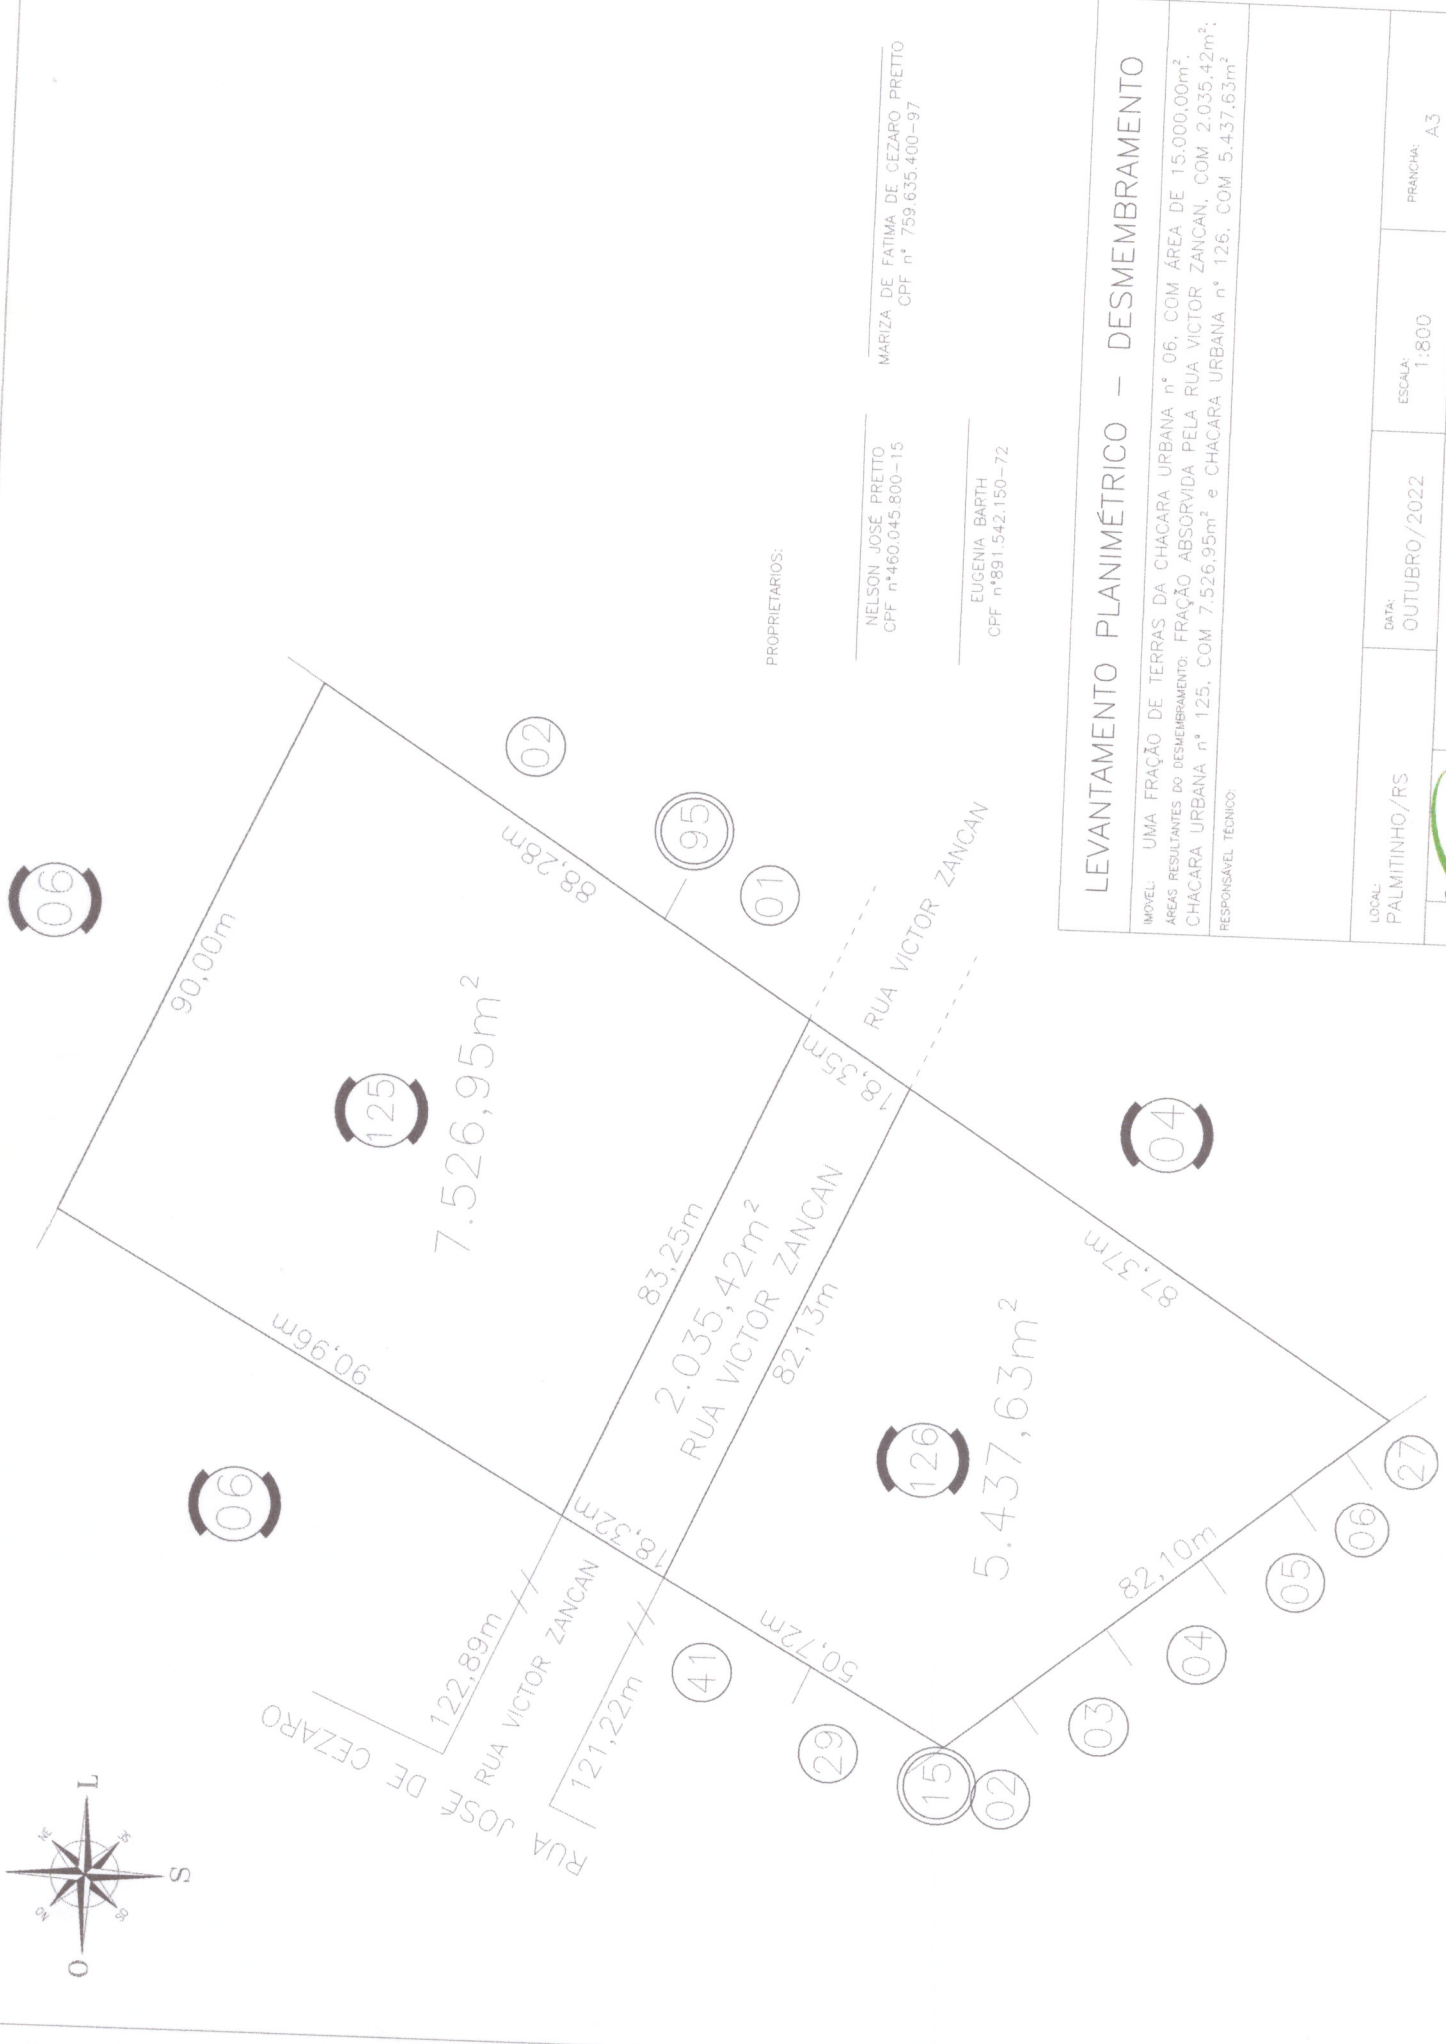 O
L
S
NE
NO
SO
06
90,00m
125
7.526,95m²
88,28m
02
95
01
90,96m
06
83,25m
2.035,42m²
RUA VICTOR ZANCAN
82,13m
18,35m
RUA VICTOR ZANCAN
18,32m
122,89m
RUA VICTOR ZANCAN
121,22m
RUA JOSÉ DE CEZARO
126
5.437,63m²
87,37m
04
50,72m
82,10m
41
29
15
02
03
04
05
06
27
PROPRIETARIOS:
NELSON JOSÉ PRETTO
CPF n°460.045.800-15
MARIZA DE FATIMA DE CEZARO PRETTO
CPF n° 759.635.400-97
EUGENIA BARTH
CPF n°891.542.150-72
LEVANTAMENTO PLANIMÉTRICO - DESMEMBRAMENTO
IMOVEL: UMA FRAÇÃO DE TERRAS DA CHACARA URBANA n° 06, COM ÁREA DE 15.000,00m².
ÁREAS RESULTANTES DO DESMEMBRAMENTO: FRAÇÃO ABSORVIDA PELA RUA VICTOR ZANCAN, COM 2.035,42m²;
CHACARA URBANA n° 125, COM 7.526,95m² e CHACARA URBANA n° 126, COM 5.437,63m²
RESPONSÁVEL TÉCNICO:
LOCAL:
PALMITINHO/RS
DATA:
OUTUBRO/2022
ESCALA:
1:800
PRANCHA:
A3